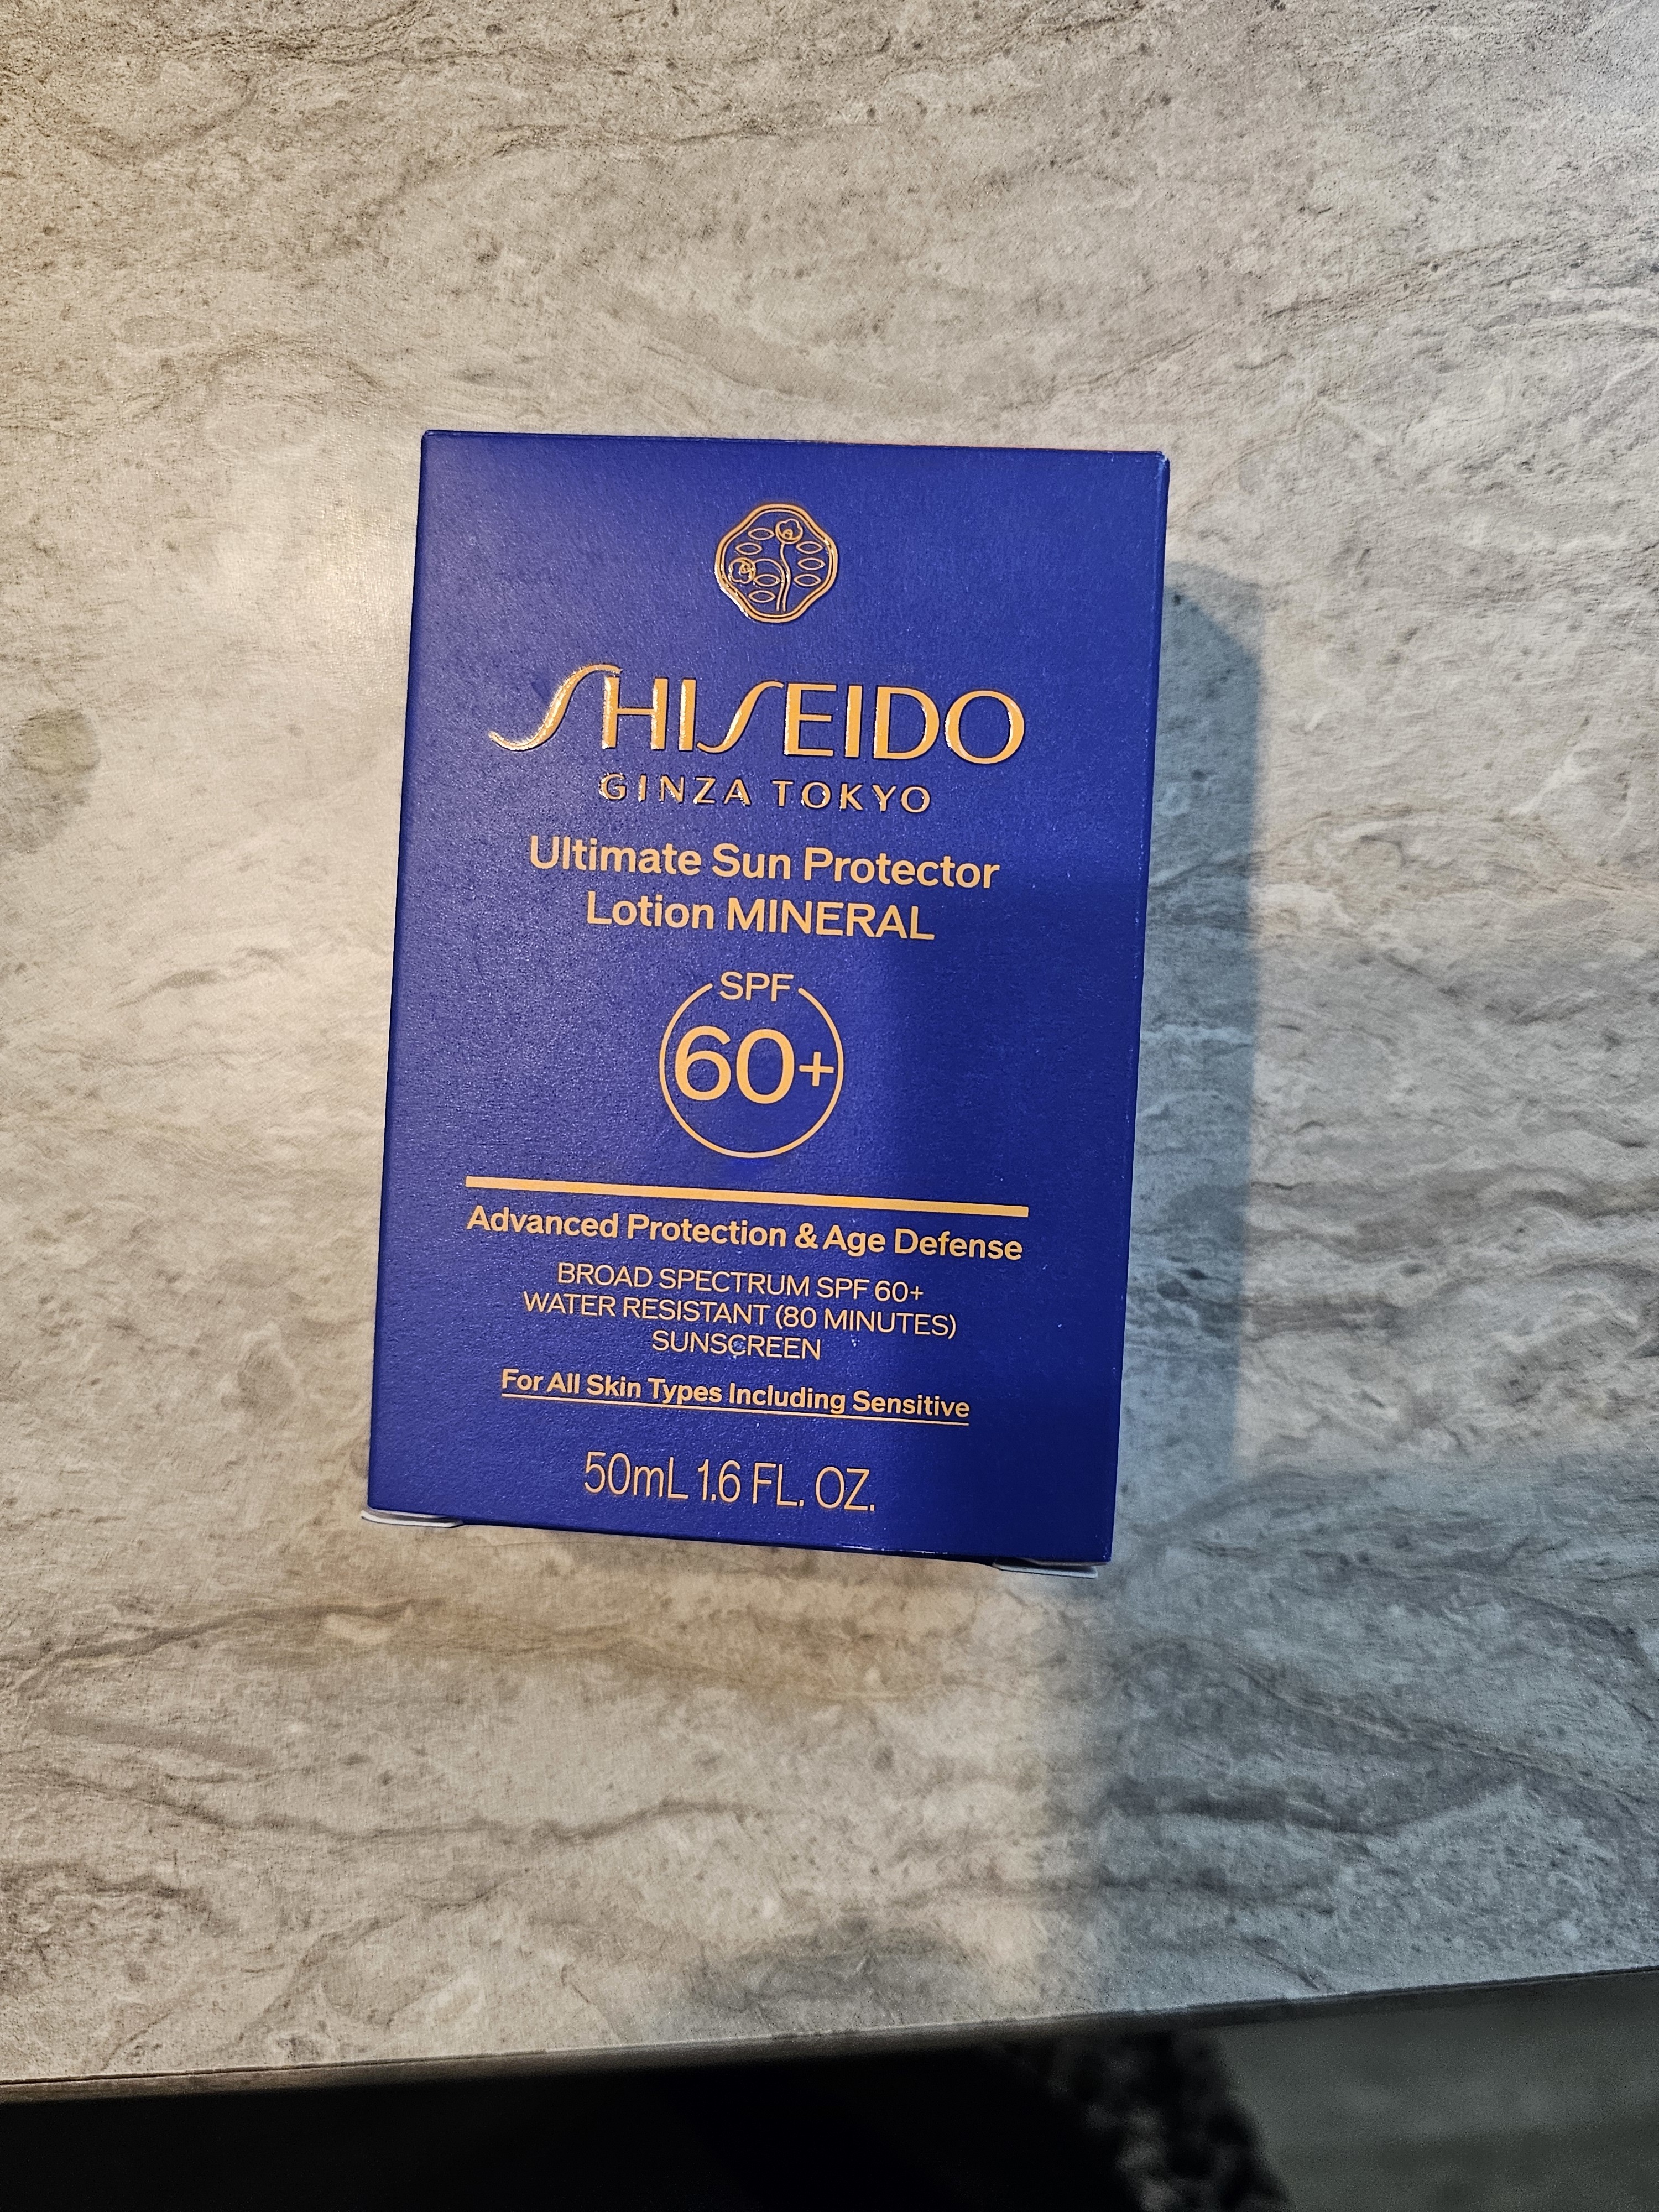 SHISEIDO
GINZA TOKYO
Ultimate Sun Protector
Lotion MINERAL
SPF
60+
Advanced Protection & Age Defense
BROAD SPECTRUM SPF 60+
WATER RESISTANT (80 MINUTES)
SUNSCREEN
For All Skin Types Including Sensitive
50mL 1.6 FL. OZ.